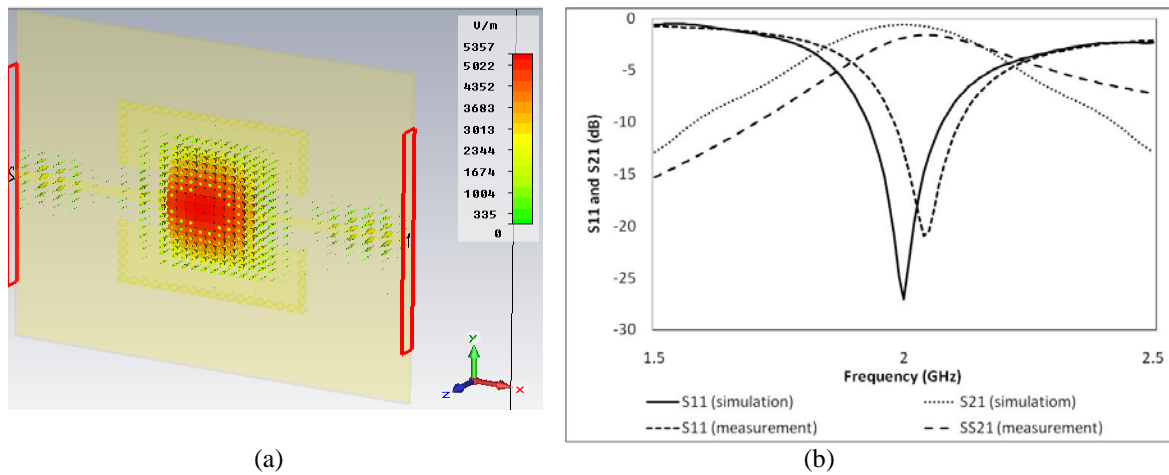 V/m
5357
5022
4352
3683
3013
2344
1674
1004
335
0
y
x
z
(a)
S11 and S21 (dB)
0
-5
-10
-15
-20
-25
-30
1.5
2
2.5
Frequency (GHz)
S11 (simulation)
S21 (simulatiom)
S11 (measurement)
SS21 (measurement)
(b)